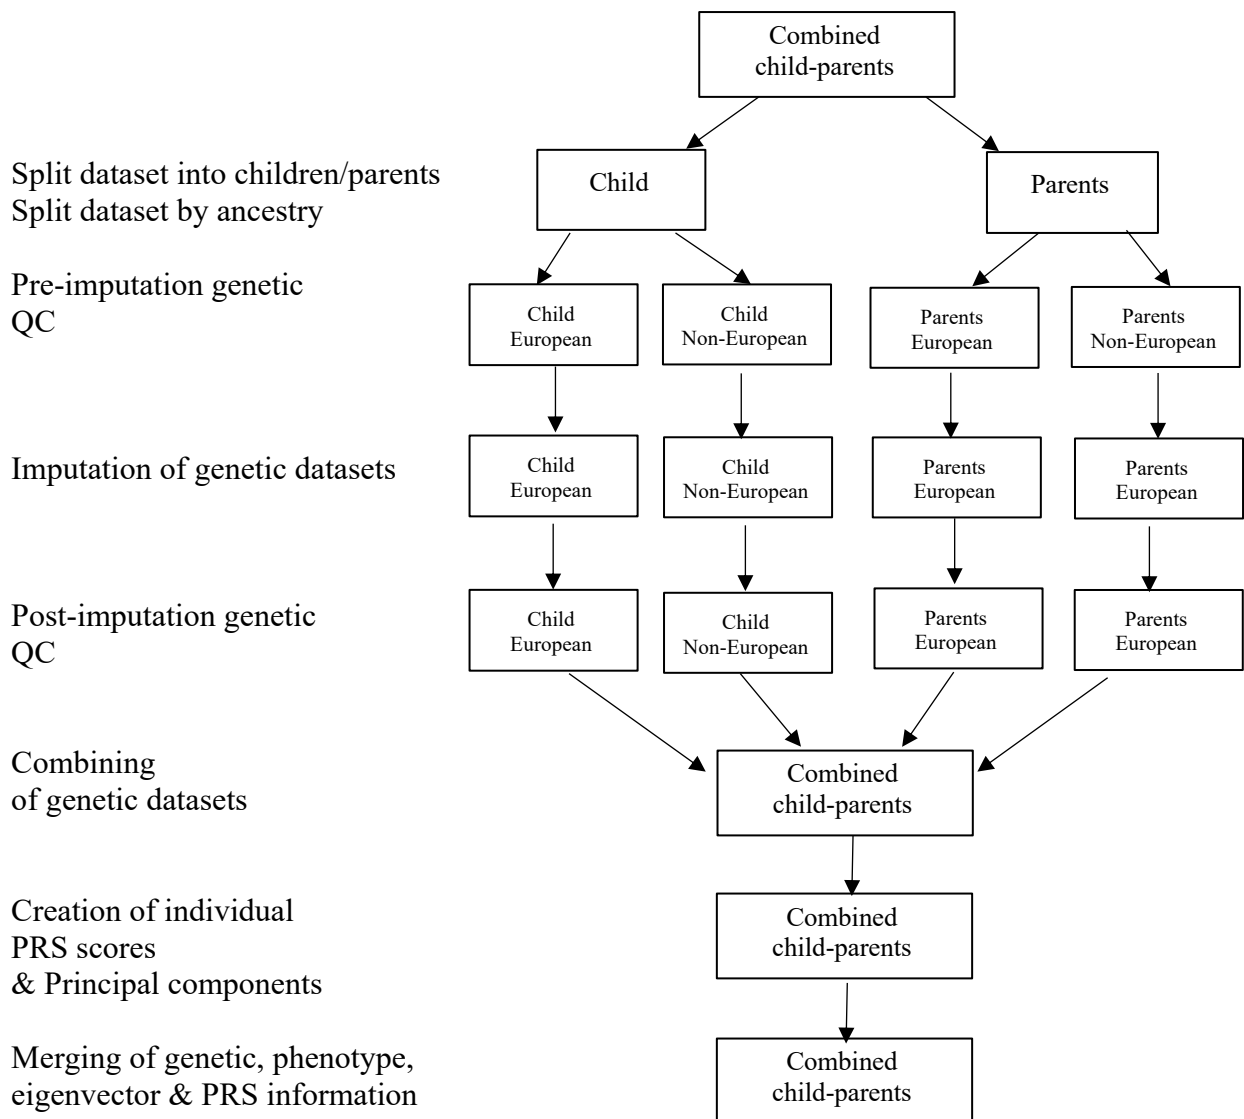 Combined
child-parents
Split dataset into children/parents
Split dataset by ancestry
Child
Parents
Pre-imputation genetic
QC
Child
European
Child
Non-European
Parents
European
Parents
Non-European
Imputation of genetic datasets
Child
European
Child
Non-European
Parents
European
Parents
European
Post-imputation genetic
QC
Child
European
Child
Non-European
Parents
European
Parents
European
Combining
of genetic datasets
Combined
child-parents
Creation of individual
PRS scores
& Principal components
Combined
child-parents
Merging of genetic, phenotype,
eigenvector & PRS information
Combined
child-parents